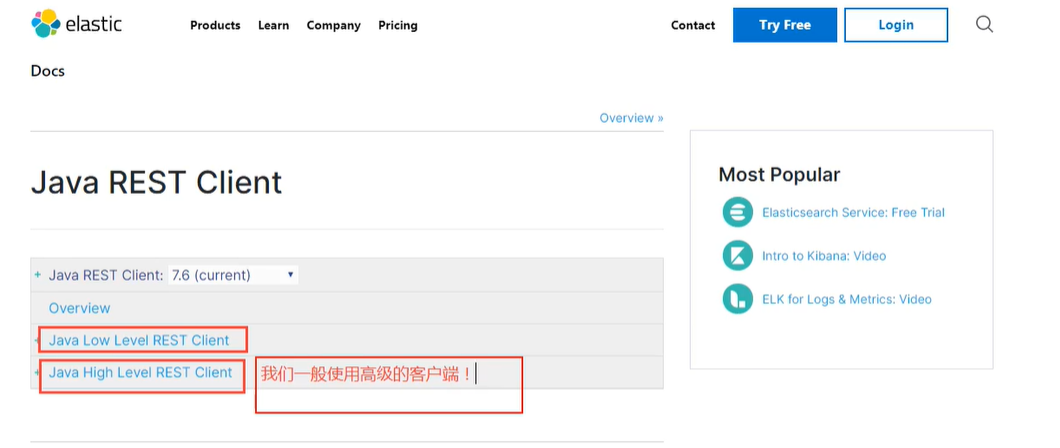 elastic
Products Learn Company Pricing
Contact Try Free Login
Docs
Overview »
Java REST Client
Most Popular
Elasticsearch Service: Free Trial
Intro to Kibana: Video
ELK for Logs & Metrics: Video
+ Java REST Client: 7.6 (current)
Overview
Java Low Level REST Client
+ Java High Level REST Client
我们一般使用高级的客户端！